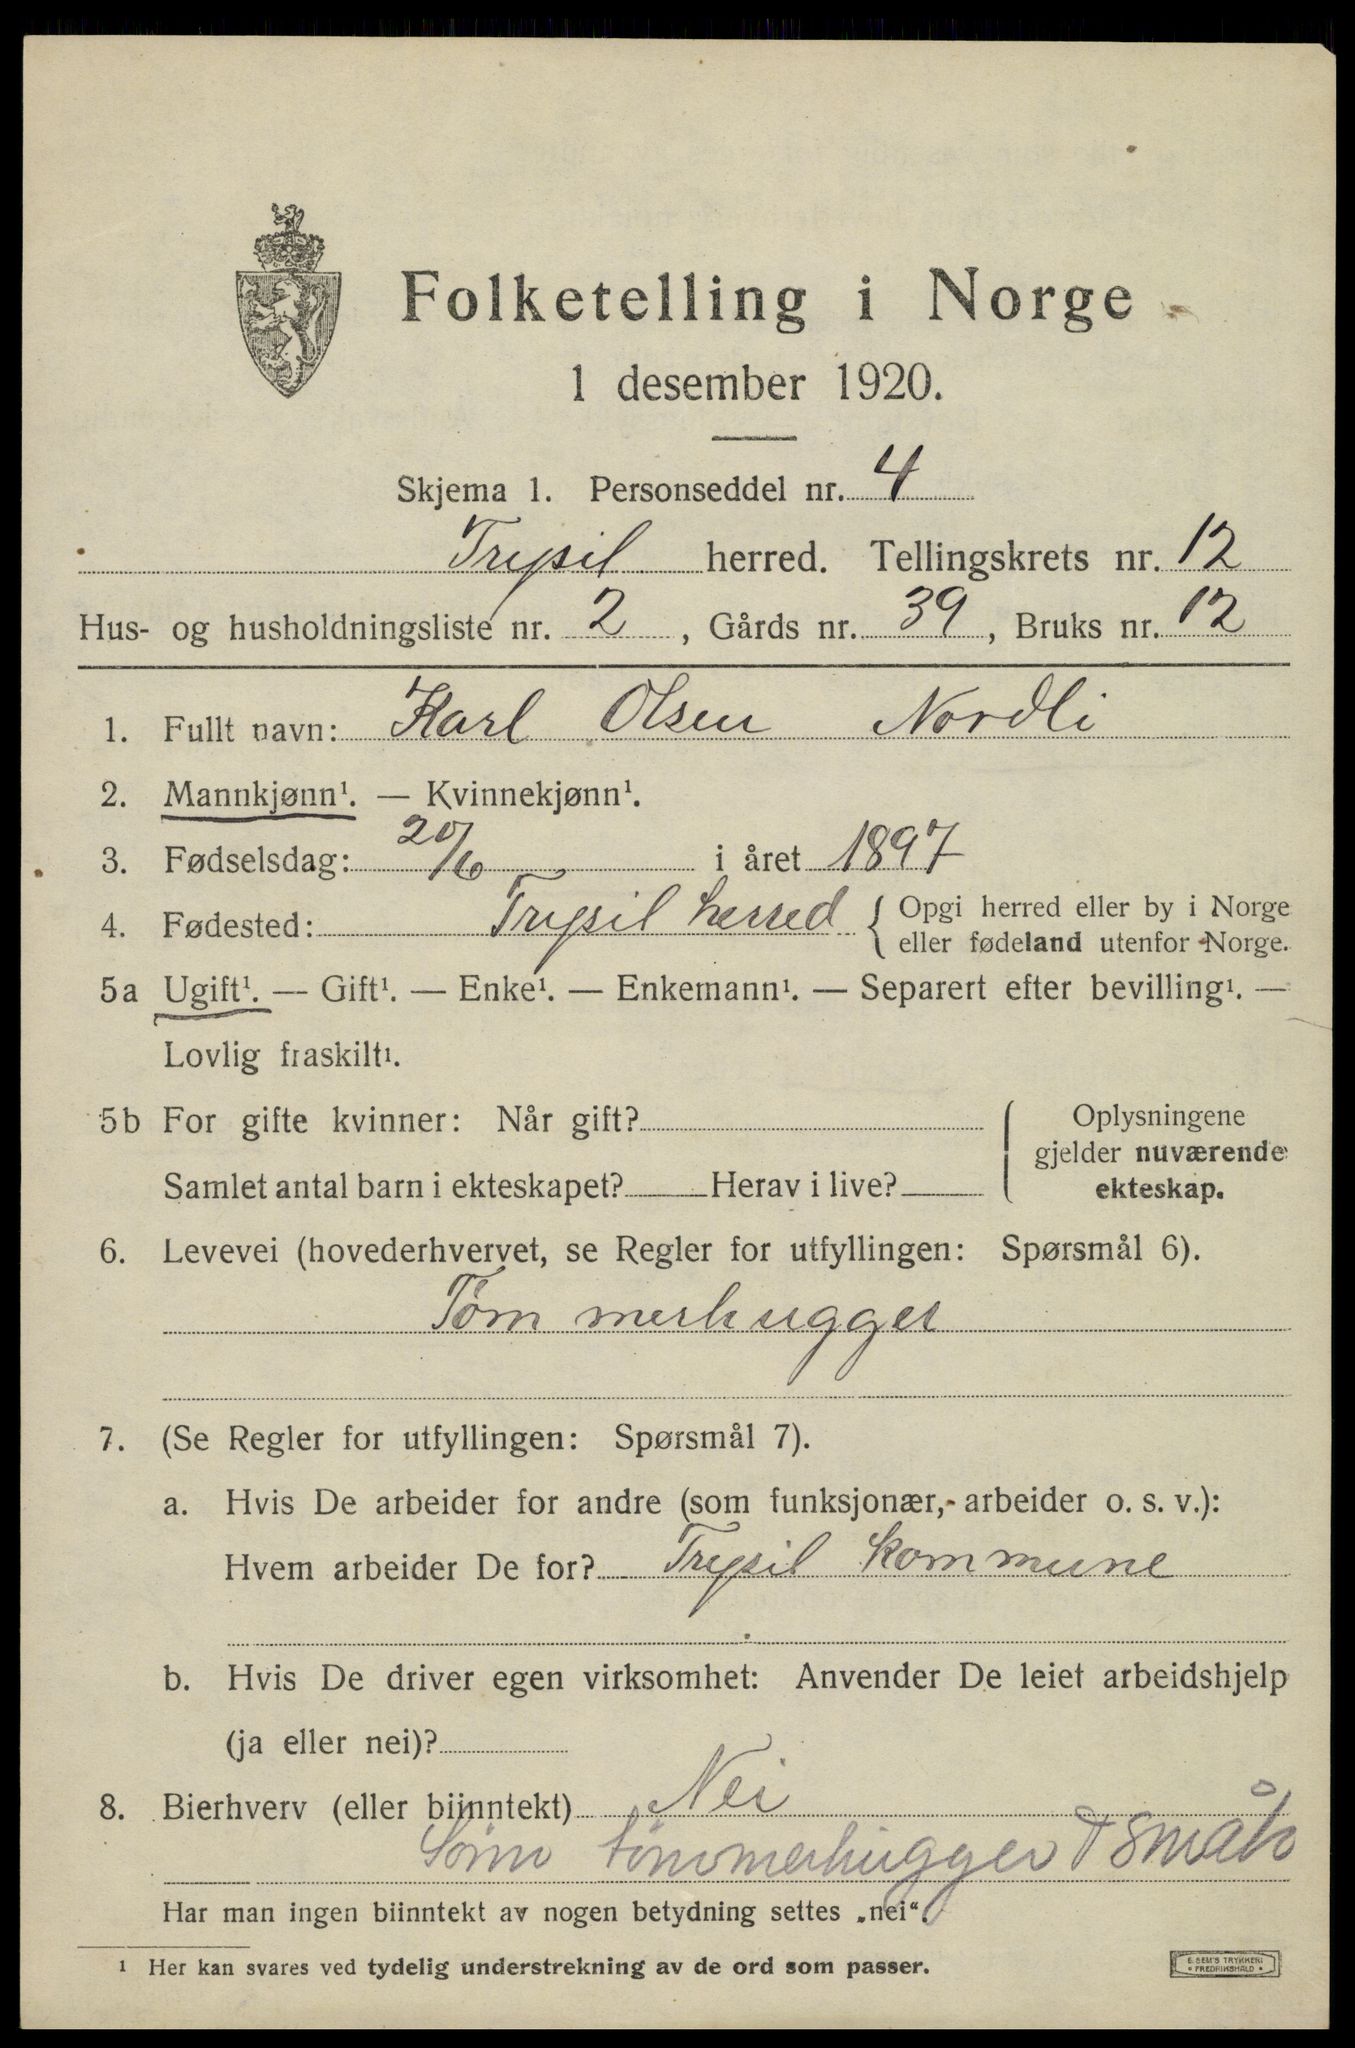 Folketelling i Norge
1 desember 1920.
Skjema 1. Personseddel nr. 4
Trysil herred. Tellingskrets nr. 12
Hus- og husholdningsliste nr. 2, Gårds nr. 39, Bruks nr. 12
1. Fullt navn: Karl Olsen Nordli
2. Mannkjønn¹. — Kvinnekjønn¹.
3. Fødselsdag: 20/6 i året 1897
4. Fødested: Trysil herred { Opgi herred eller by i Norge
eller fødeland utenfor Norge.
5a Ugift¹. — Gift¹. — Enke¹. — Enkemann¹. — Separert efter bevilling¹. —
Lovlig fraskilt¹.
5b For gifte kvinner: Når gift?
Samlet antal barn i ekteskapet? Herav i live?
Oplysningene
gjelder nuværende
ekteskap.
6. Levevei (hovederhvervet, se Regler for utfyllingen: Spørsmål 6).
Tømmerhugger
7. (Se Regler for utfyllingen: Spørsmål 7).
a. Hvis De arbeider for andre (som funksjonær, arbeider o. s. v.):
Hvem arbeider De for? Trysil kommune
b. Hvis De driver egen virksomhet: Anvender De leiet arbeidshjelp
(ja eller nei)?
8. Bierhverv (eller biinntekt) Nei
tømmerhugger
Har man ingen biinntekt av nogen betydning settes „nei“.
¹ Her kan svares ved tydelig understrekning av de ord som passer.
E. SEM'S TRYKKERI
• FREDRIKSHALD •